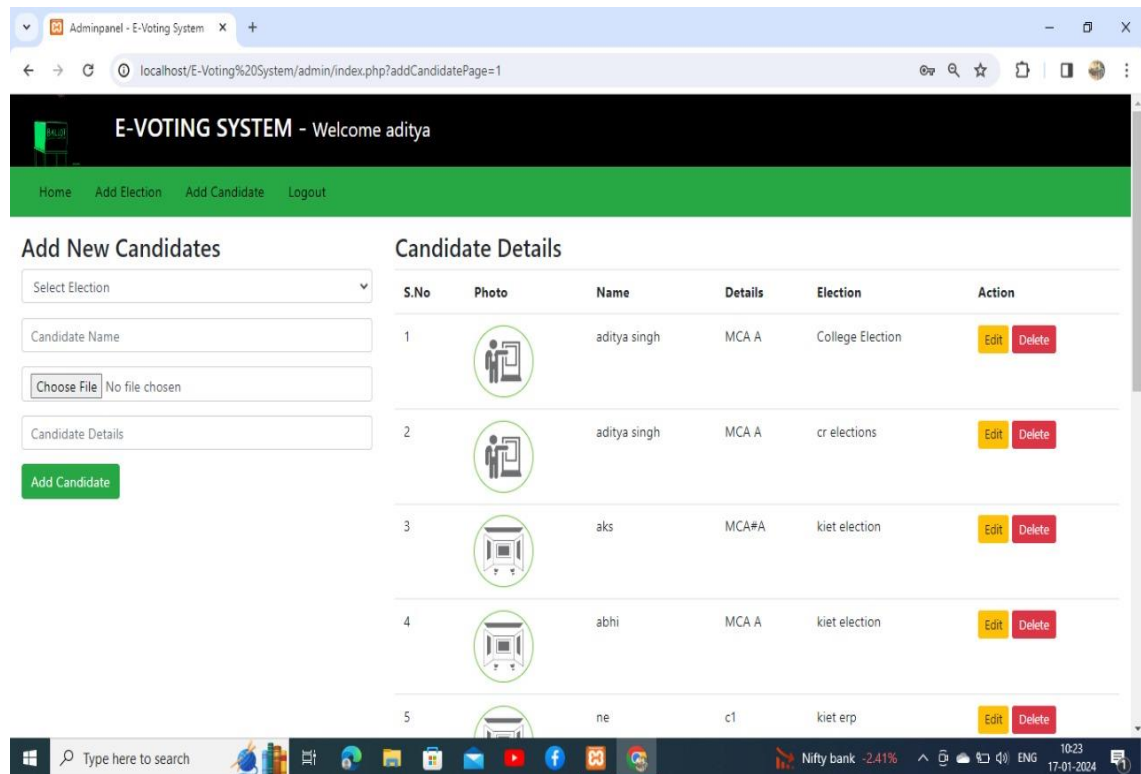 Adminpanel - E-Voting System
localhost/E-Voting%20System/admin/index.php?addCandidatePage=1
BALLOT
E-VOTING SYSTEM - Welcome aditya
Home Add Election Add Candidate Logout
Add New Candidates
Select Election
Candidate Name
Choose File No file chosen
Candidate Details
Add Candidate
Candidate Details
S.No Photo Name Details Election Action
1 aditya singh MCA A College Election Edit Delete
2 aditya singh MCA A cr elections Edit Delete
3 aks MCA#A kiet election Edit Delete
4 abhi MCA A kiet election Edit Delete
5 ne c1 kiet erp Edit Delete
Type here to search
Nifty bank -2.41%
ENG
10:23
17-01-2024
1